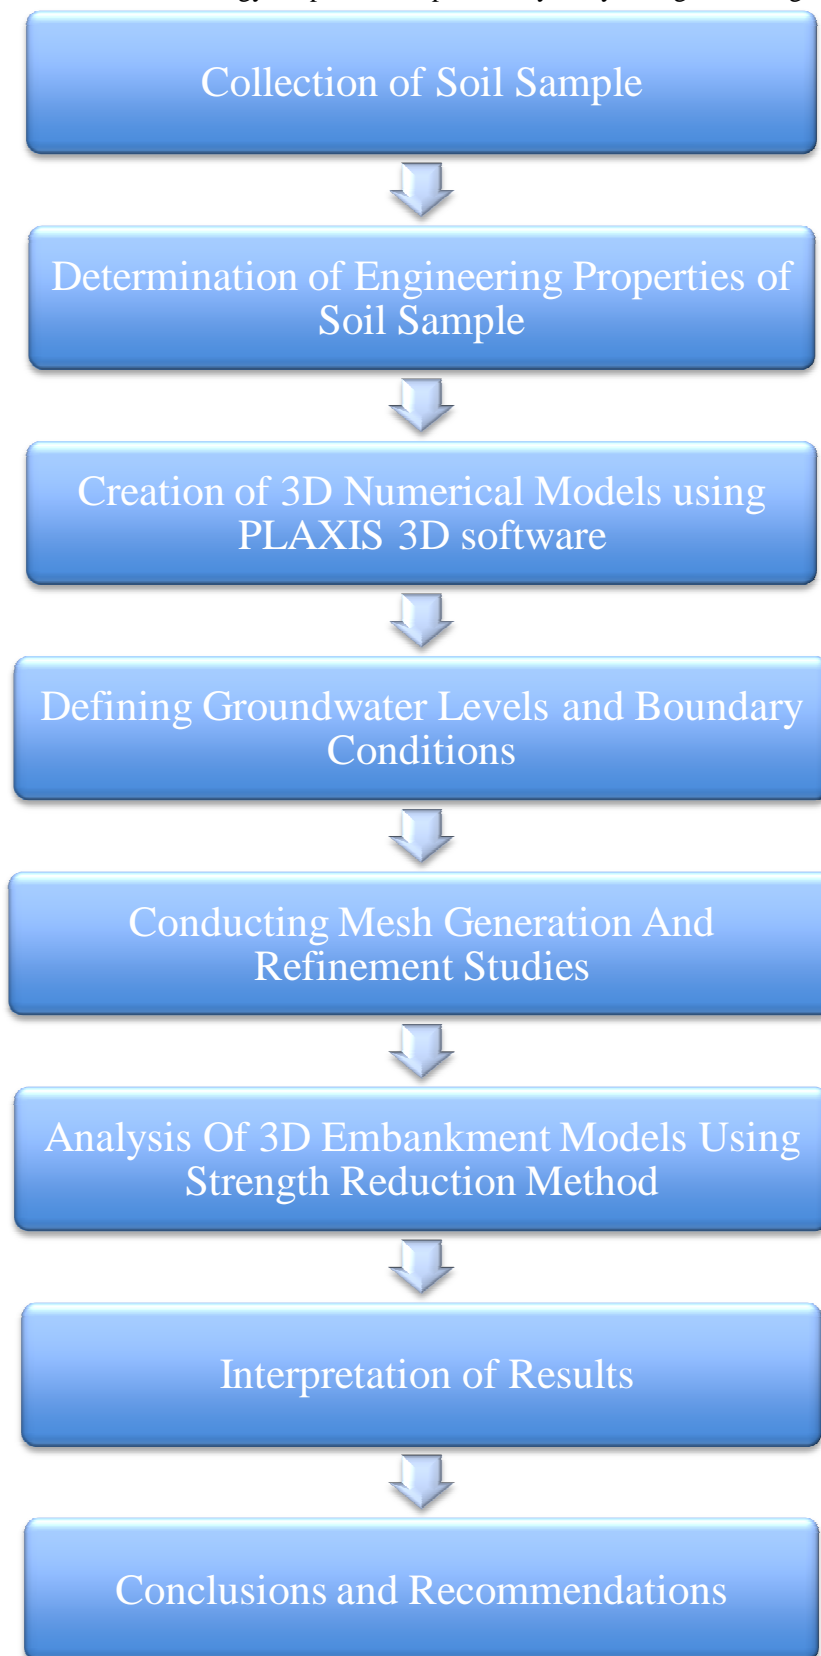 Collection of Soil Sample
Determination of Engineering Properties of
Soil Sample
Creation of 3D Numerical Models using
PLAXIS 3D software
Defining Groundwater Levels and Boundary
Conditions
Conducting Mesh Generation And
Refinement Studies
Analysis Of 3D Embankment Models Using
Strength Reduction Method
Interpretation of Results
Conclusions and Recommendations